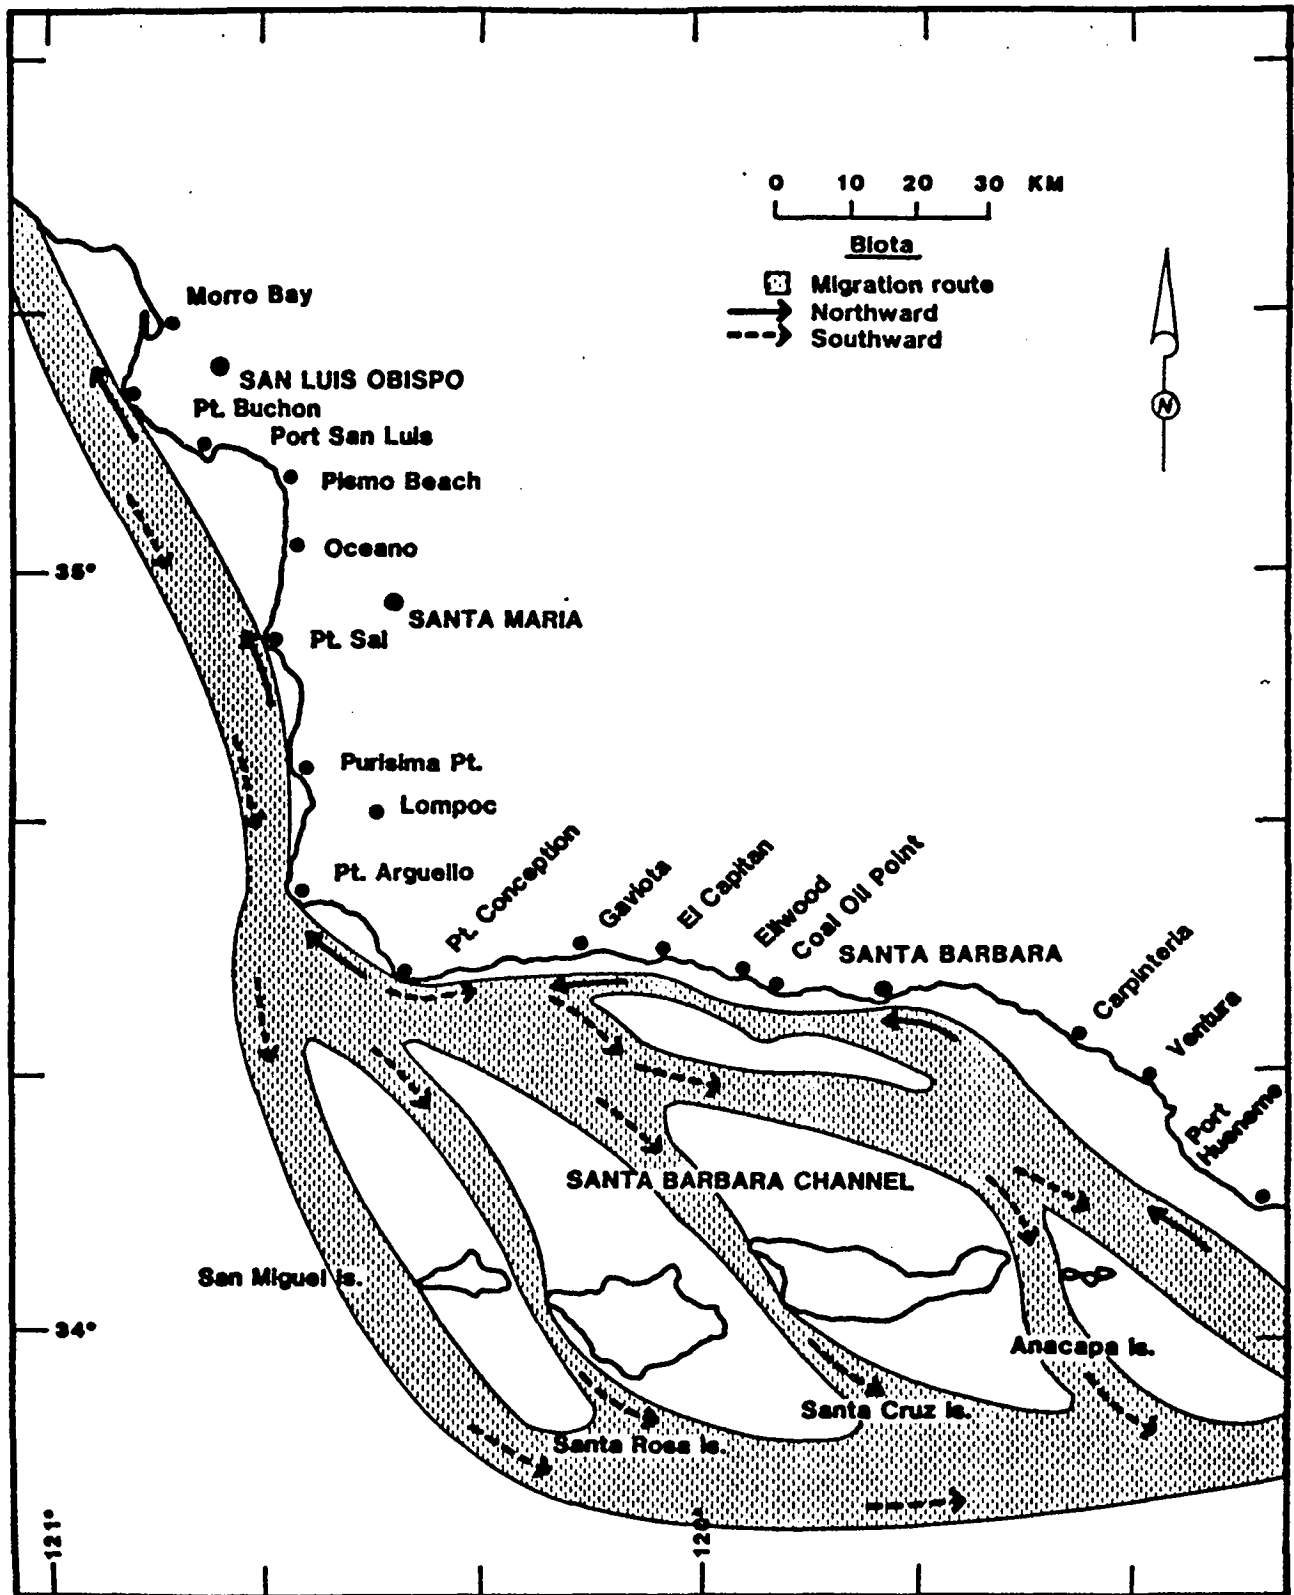 0 10 20 30 KM
Biota
Migration route
Northward
Southward
N
Morro Bay
SAN LUIS OBISPO
Pt. Buchon
Port San Luis
Pismo Beach
Oceano
35°
SANTA MARIA
Pt. Sal
Purisima Pt.
Lompoc
Pt. Arguello
Pt. Conception
Gaviota
El Capitan
Ellwood
Coal Oil Point
SANTA BARBARA
Carpinteria
Ventura
Port
Hueneme
SANTA BARBARA CHANNEL
San Miguel Is.
34°
Anacapa Is.
Santa Cruz Is.
Santa Rosa Is.
121°
120°